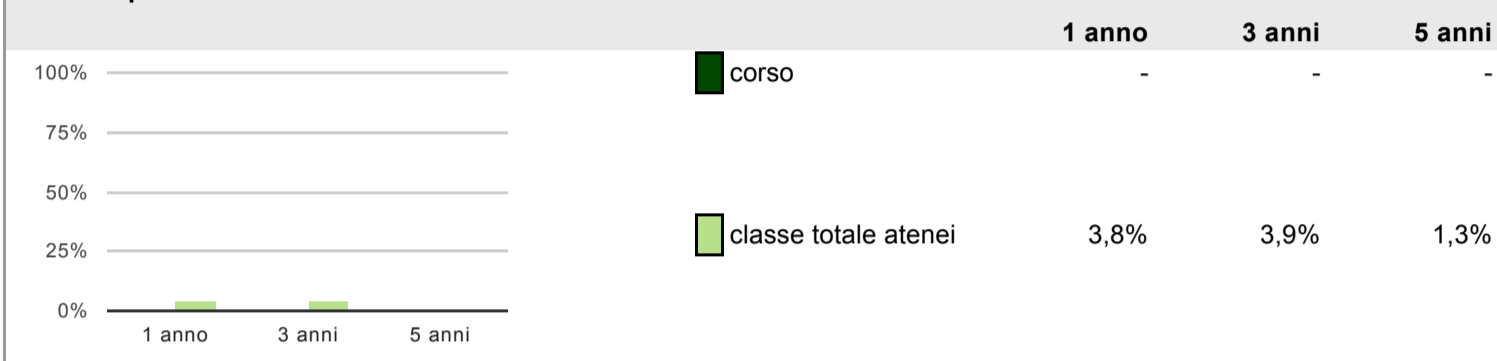 1 anno 3 anni 5 anni
100%
75%
50%
25%
0%
1 anno 3 anni 5 anni
corso - - -
classe totale atenei 3,8% 3,9% 1,3%